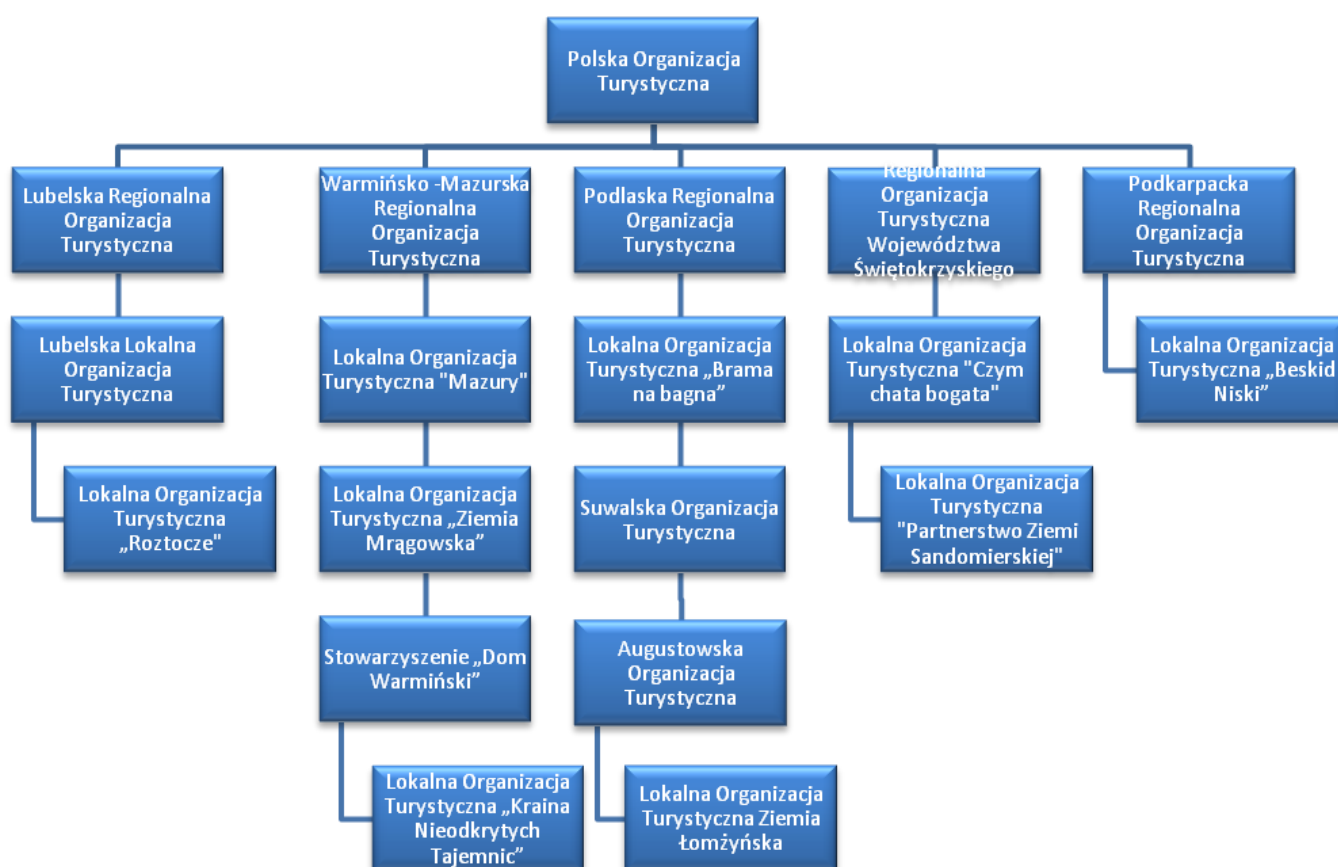 Polska Organizacja
Turystyczna
Lubelska Regionalna
Organizacja
Turystyczna
Warmińsko -Mazurska
Regionalna
Organizacja
Turystyczna
Podlaska Regionalna
Organizacja
Turystyczna
Regionalna
Organizacja
Turystyczna
Województwa
Świętokrzyskiego
Podkarpacka
Regionalna
Organizacja
Turystyczna
Lubelska Lokalna
Organizacja
Turystyczna
Lokalna Organizacja
Turystyczna "Mazury"
Lokalna Organizacja
Turystyczna „Brama
na bagna”
Lokalna Organizacja
Turystyczna "Czym
chata bogata"
Lokalna Organizacja
Turystyczna „Beskid
Niski”
Lokalna Organizacja
Turystyczna
„Roztocze"
Lokalna Organizacja
Turystyczna „Ziemia
Mrągowska”
Suwalska Organizacja
Turystyczna
Lokalna Organizacja
Turystyczna
"Partnerstwo Ziemi
Sandomierskiej"
Stowarzyszenie „Dom
Warmiński”
Augustowska
Organizacja
Turystyczna
Lokalna Organizacja
Turystyczna „Kraina
Nieodkrytych
Tajemnic”
Lokalna Organizacja
Turystyczna Ziemia
Łomżyńska